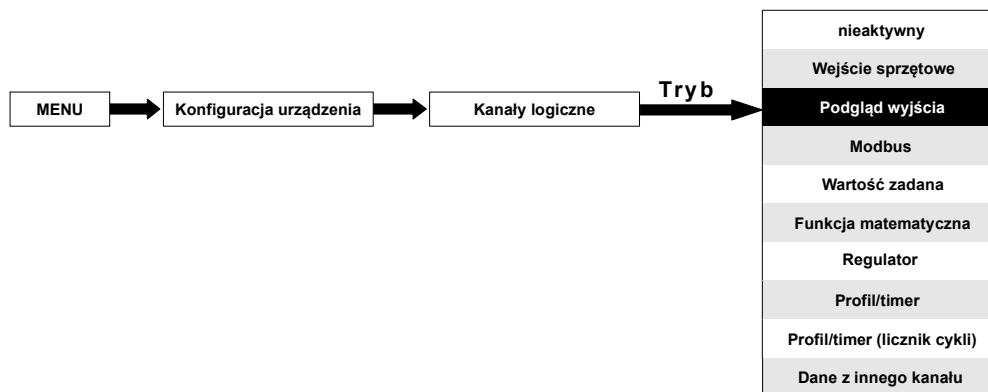 MENU
Konfiguracja urządzenia
Kanały logiczne
Tryb
nieaktywny
Wejście sprzętowe
Podgląd wyjścia
Modbus
Wartość zadana
Funkcja matematyczna
Regulator
Profil/timer
Profil/timer (licznik cykli)
Dane z innego kanału